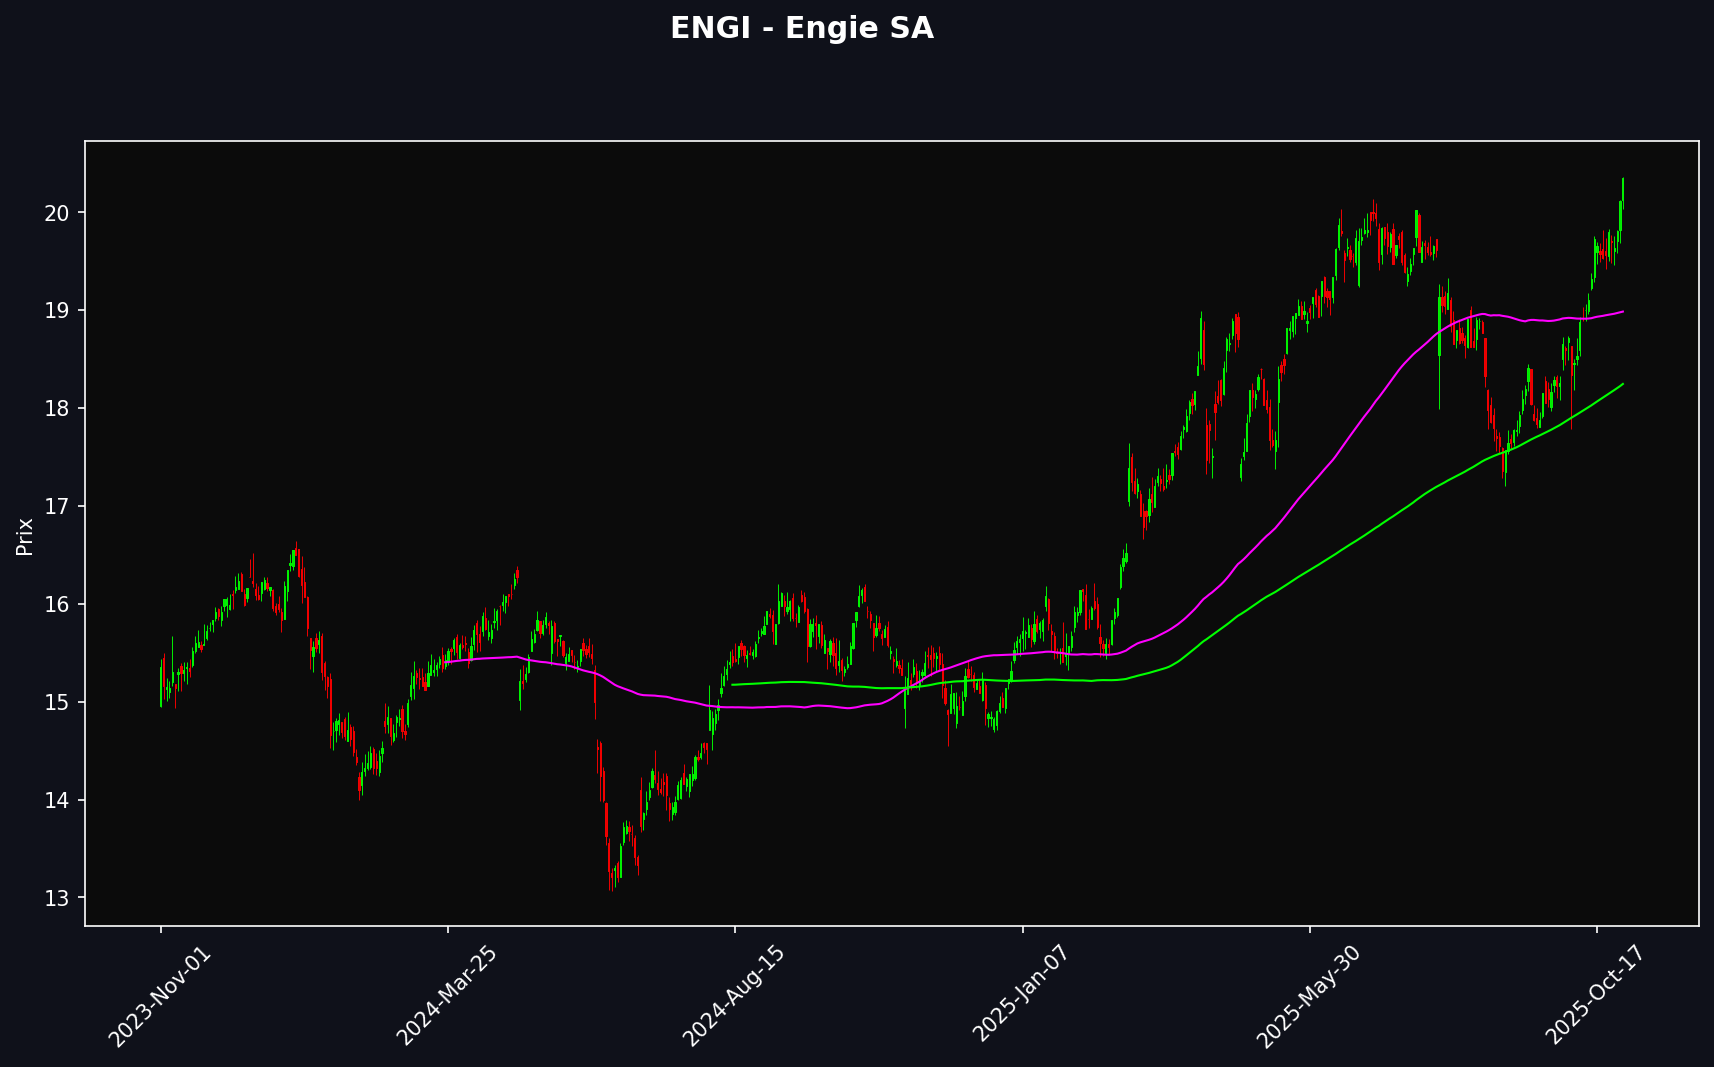 ENGI - Engie SA
Prix
20
19
18
17
16
15
14
13
2023-Nov-01
2024-Mar-25
2024-Aug-15
2025-Jan-07
2025-May-30
2025-Oct-17